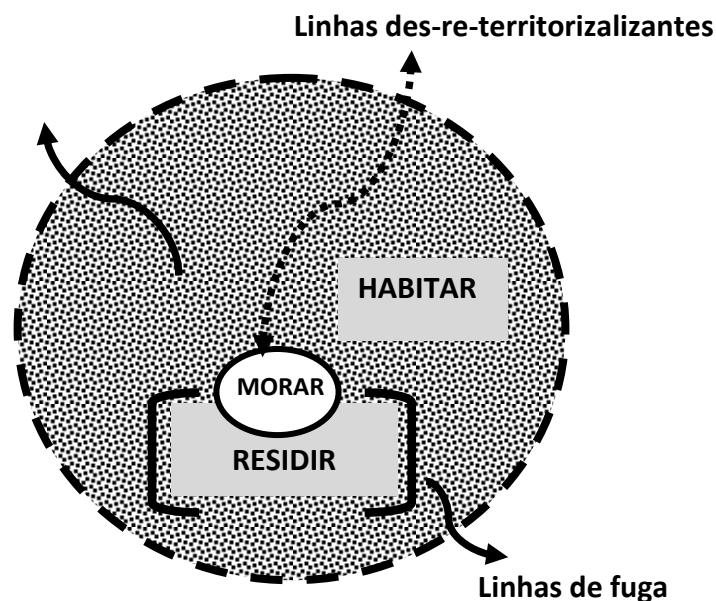 Linhas des-re-territorizalizantes
HABITAR
MORAR
RESIDIR
Linhas de fuga